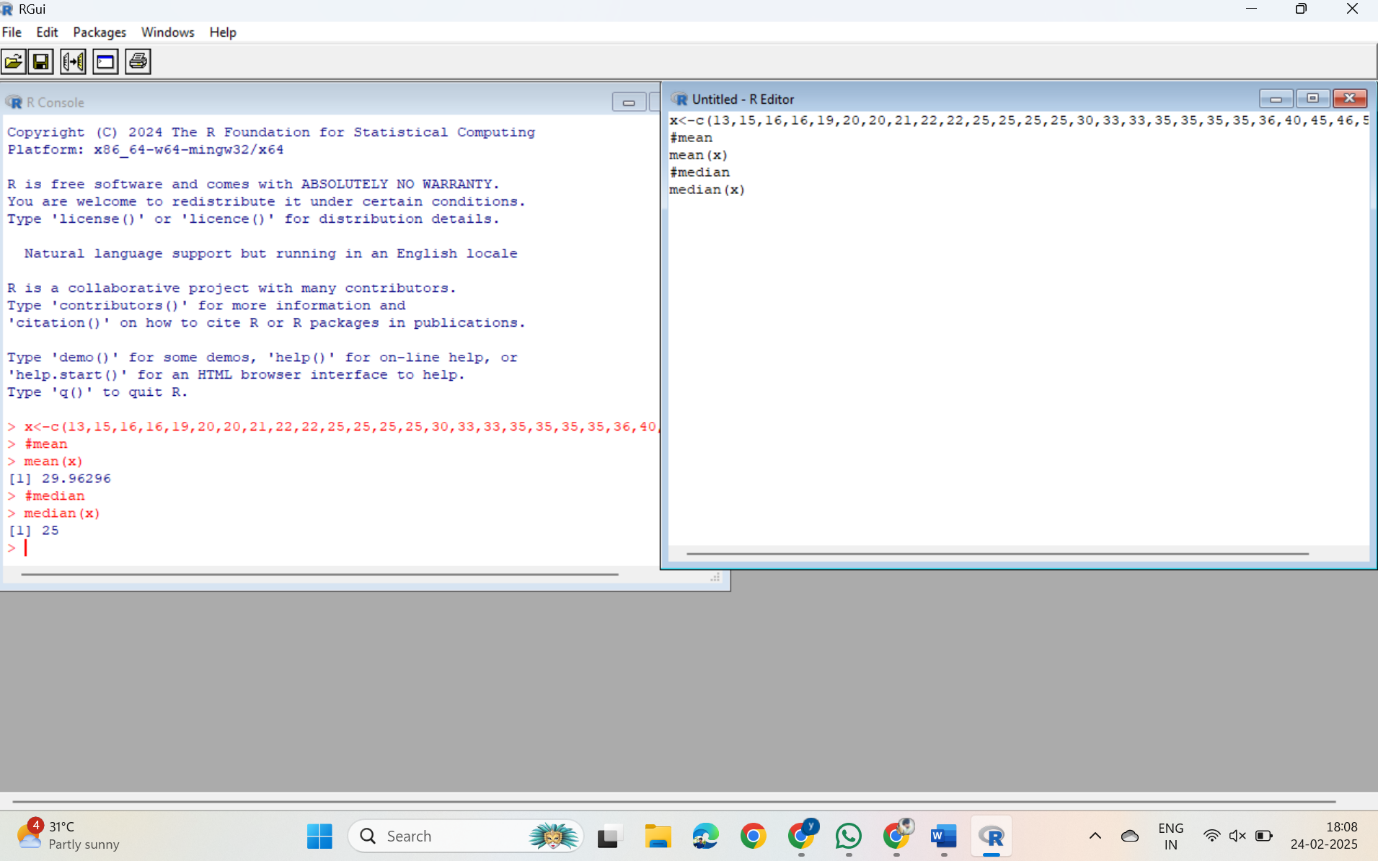 RGui
File Edit Packages Windows Help
R Console
Copyright (C) 2024 The R Foundation for Statistical Computing
Platform: x86_64-w64-mingw32/x64
R is free software and comes with ABSOLUTELY NO WARRANTY.
You are welcome to redistribute it under certain conditions.
Type 'license()' or 'licence()' for distribution details.
Natural language support but running in an English locale
R is a collaborative project with many contributors.
Type 'contributors()' for more information and
'citation()' on how to cite R or R packages in publications.
Type 'demo()' for some demos, 'help()' for on-line help, or
'help.start()' for an HTML browser interface to help.
Type 'q()' to quit R.
> x<-c(13,15,16,16,19,20,20,21,22,22,25,25,25,25,30,33,33,35,35,35,35,36,40,
> #mean
> mean(x)
[1] 29.96296
> #median
> median(x)
[1] 25
>
Untitled - R Editor
x<-c(13,15,16,16,19,20,20,21,22,22,25,25,25,25,30,33,33,35,35,35,35,36,40,45,46,5
#mean
mean(x)
#median
median(x)
4
31°C
Partly sunny
Search
y
W
R
ENG
IN
18:08
24-02-2025